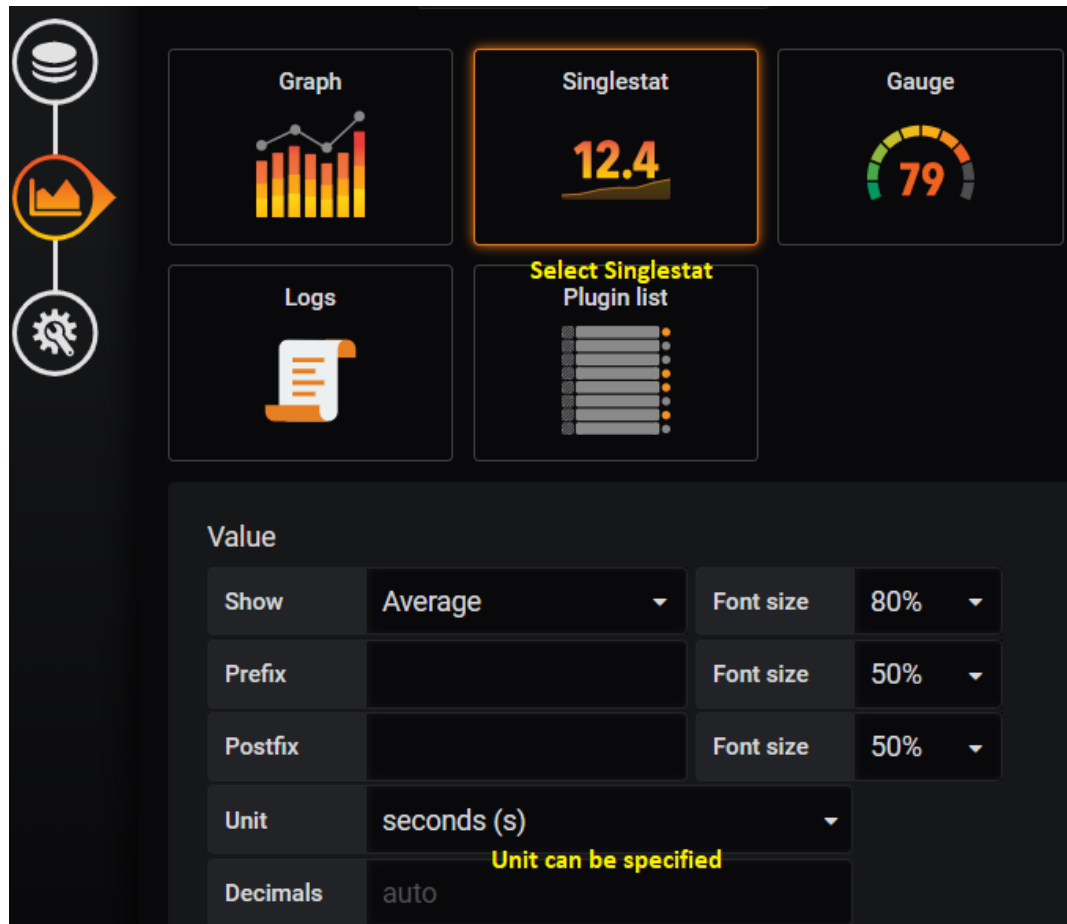 Graph
Singlestat
Gauge
12.4
79
Select Singlestat
Logs
Plugin list
Value
Show Average Font size 80%
Prefix Font size 50%
Postfix Font size 50%
Unit seconds (s)
Unit can be specified
Decimals auto